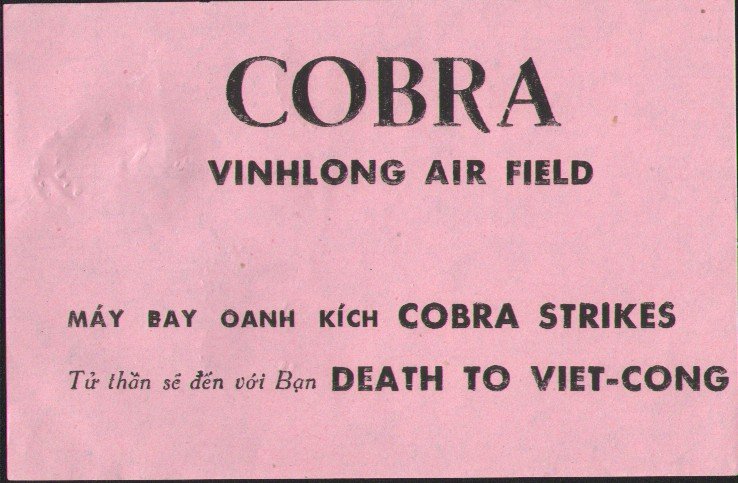 COBRA
VINHLONG AIR FIELD
MÁY BAY OANH KÍCH COBRA STRIKES
Tử thần sẽ đến với Bạn DEATH TO VIET-CONG